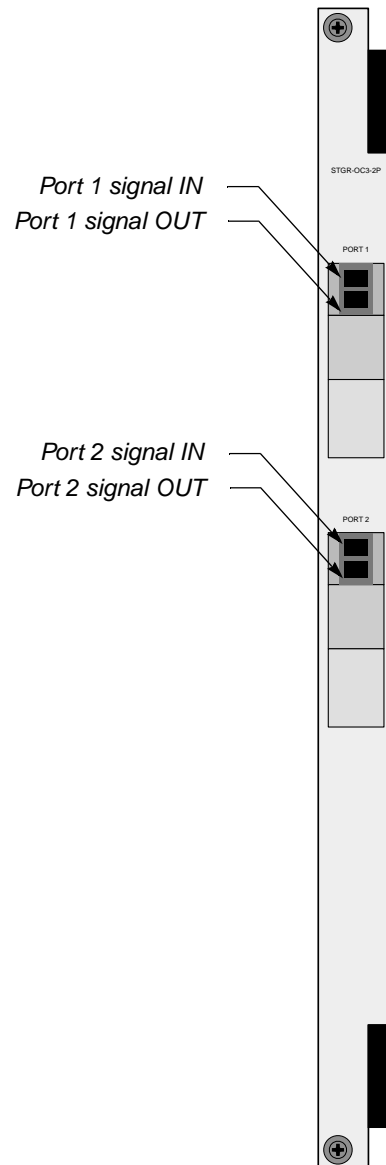 STGR-OC3-2P
Port 1 signal IN
Port 1 signal OUT
PORT 1
Port 2 signal IN
Port 2 signal OUT
PORT 2